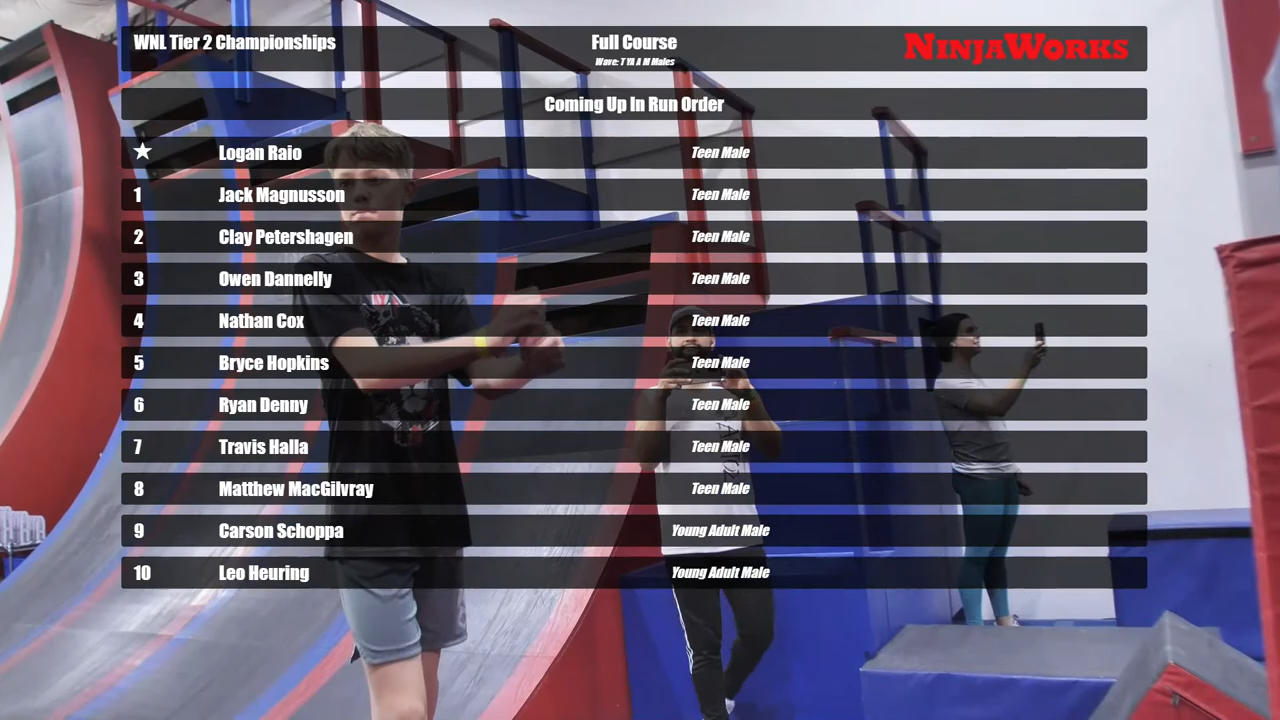 WNL Tier 2 Championships
Full Course
Wave: T YA A M Males
NinjaWorks
Coming Up In Run Order
★ Logan Raio Teen Male
1 Jack Magnusson Teen Male
2 Clay Petershagen Teen Male
3 Owen Dannelly Teen Male
4 Nathan Cox Teen Male
5 Bryce Hopkins Teen Male
6 Ryan Denny Teen Male
7 Travis Halla Teen Male
8 Matthew MacGilvray Teen Male
9 Carson Schoppa Young Adult Male
10 Leo Heuring Young Adult Male